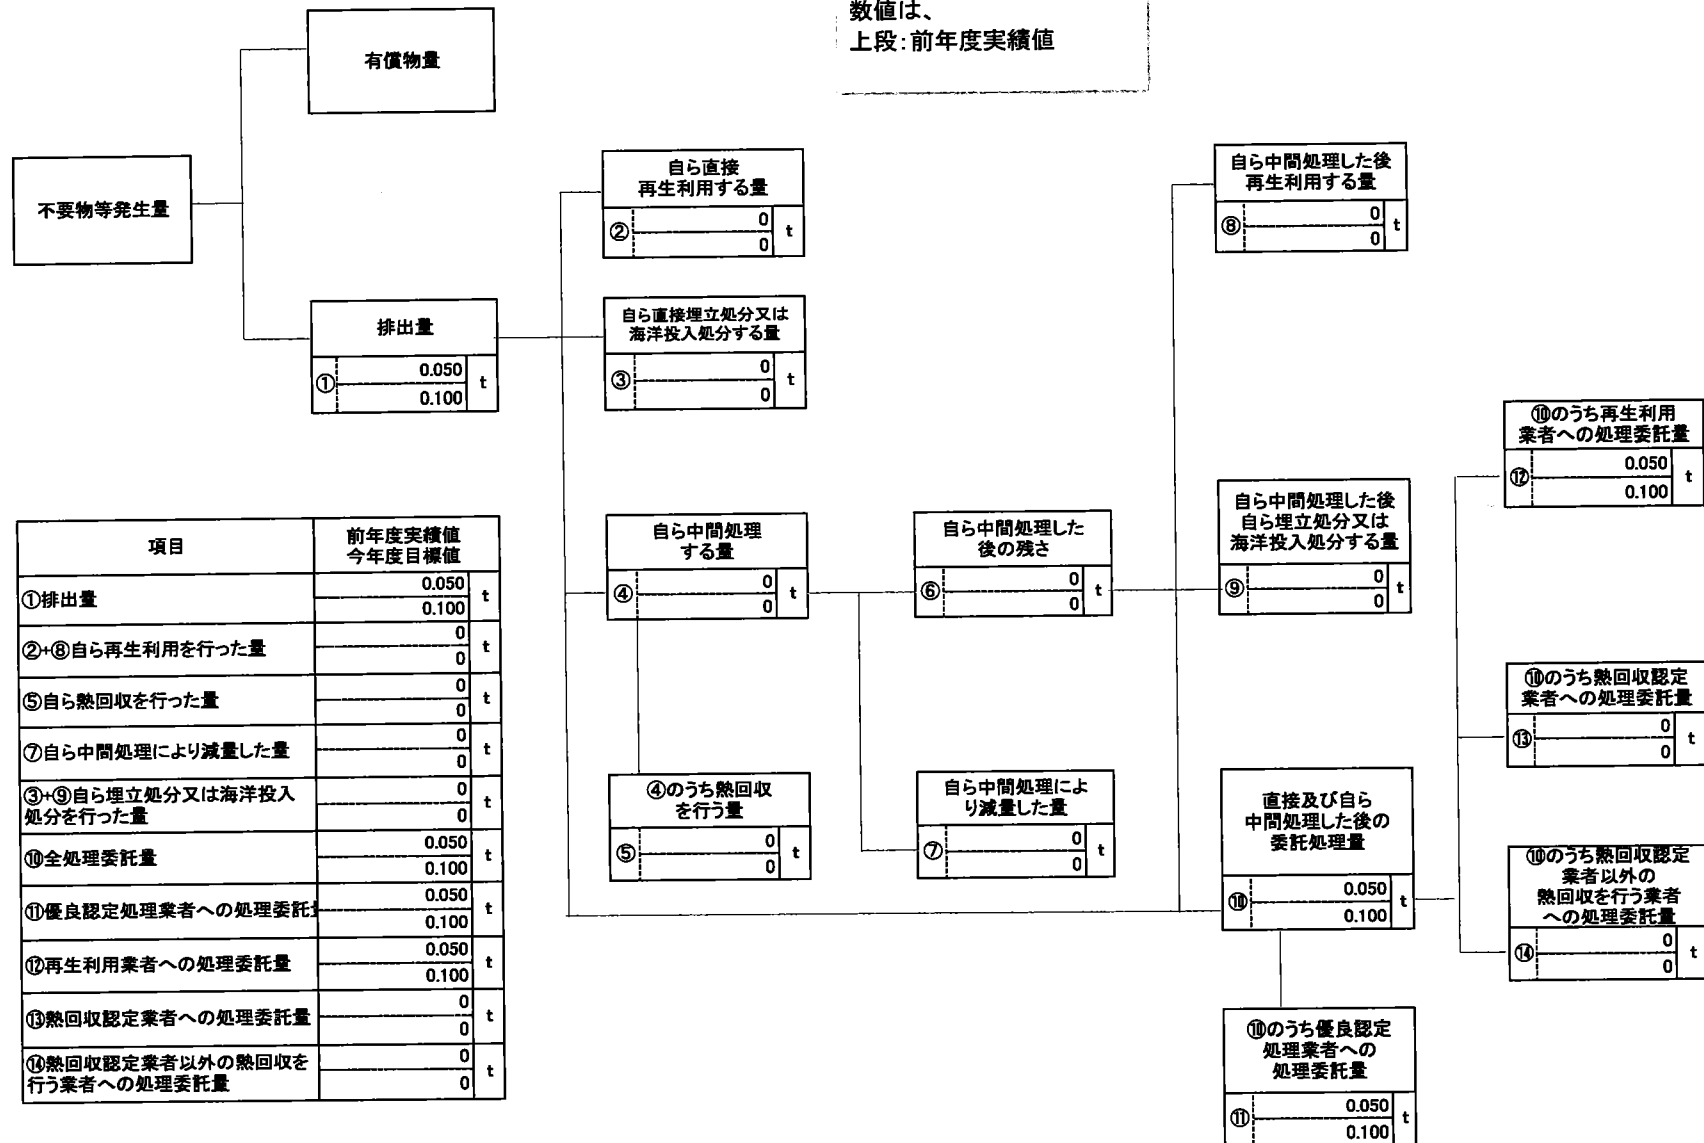 数値は、
上段:前年度実績値
有償物量
不要物等発生量
排出量
① 0.050 t
0.100
自ら直接
再生利用する量
② 0 t
0
自ら直接埋立処分又は
海洋投入処分する量
③ 0 t
0
自ら中間処理
する量
④ 0 t
0
④のうち熱回収
を行う量
⑤ 0 t
0
自ら中間処理した
後の残さ
⑥ 0 t
0
自ら中間処理によ
り減量した量
⑦ 0 t
0
自ら中間処理した後
再生利用する量
⑧ 0 t
0
自ら中間処理した後
自ら埋立処分又は
海洋投入処分する量
⑨ 0 t
0
直接及び自ら
中間処理した後の
委託処理量
⑩ 0.050 t
0.100
⑩のうち優良認定
処理業者への
処理委託量
⑪ 0.050 t
0.100
⑩のうち再生利用
業者への処理委託量
⑫ 0.050 t
0.100
⑩のうち熱回収認定
業者への処理委託量
⑬ 0 t
0
⑩のうち熱回収認定
業者以外の
熱回収を行う業者
への処理委託量
⑭ 0 t
0
項目 前年度実績値
今年度目標値
①排出量 0.050 t
0.100
②+⑧自ら再生利用を行った量 0 t
0
⑤自ら熱回収を行った量 0 t
0
⑦自ら中間処理により減量した量 0 t
0
③+⑨自ら埋立処分又は海洋投入
処分を行った量 0 t
0
⑩全処理委託量 0.050 t
0.100
⑪優良認定処理業者への処理委託 0.050 t
0.100
⑫再生利用業者への処理委託量 0.050 t
0.100
⑬熱回収認定業者への処理委託量 0 t
0
⑭熱回収認定業者以外の熱回収を
行う業者への処理委託量 0 t
0